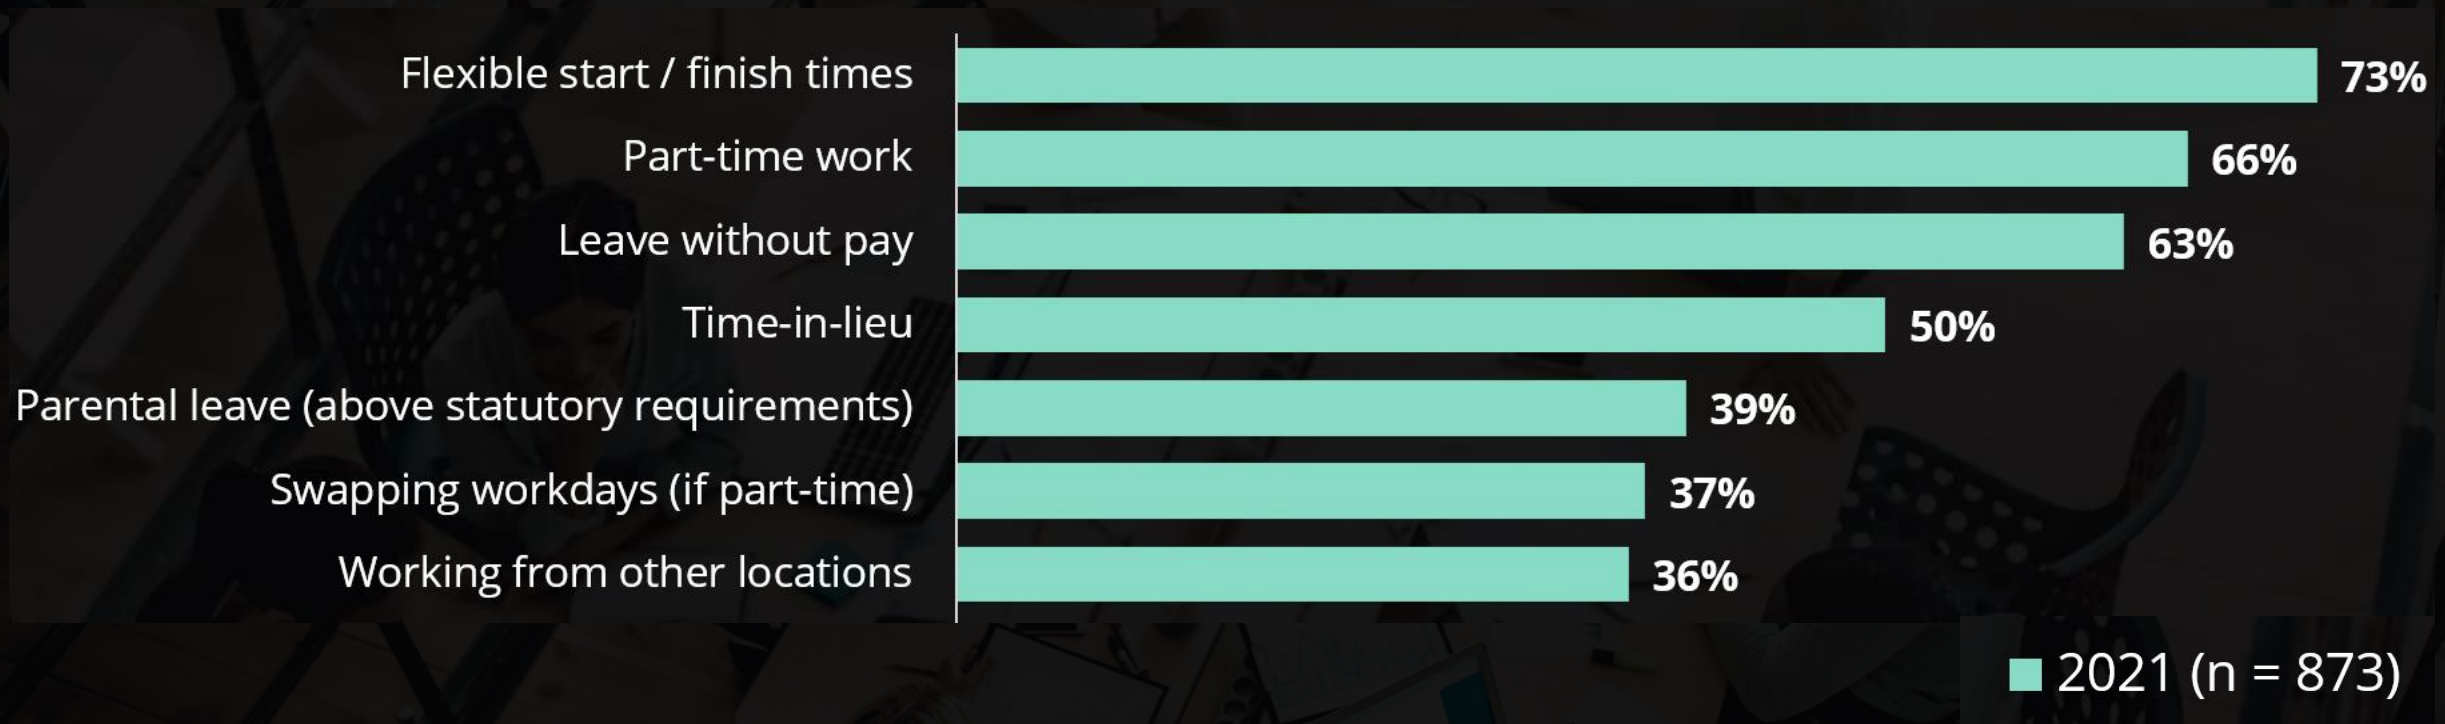 Flexible start / finish times 73%
Part-time work 66%
Leave without pay 63%
Time-in-lieu 50%
Parental leave (above statutory requirements) 39%
Swapping workdays (if part-time) 37%
Working from other locations 36%
2021 (n = 873)